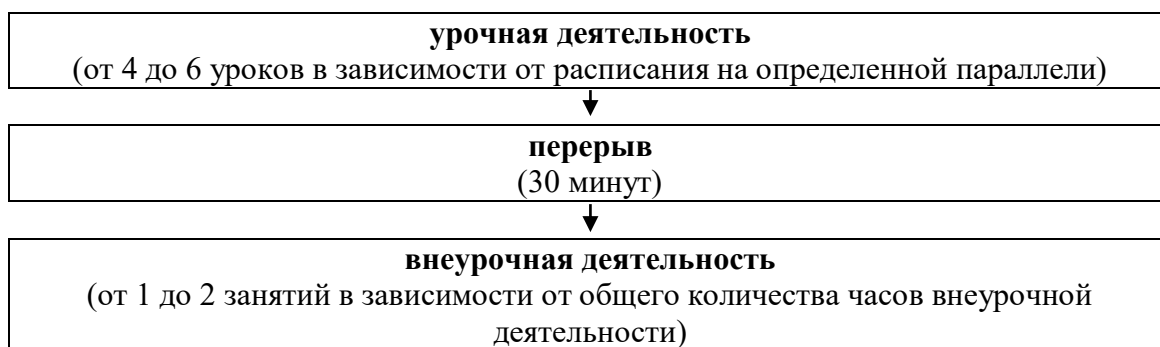 урочная деятельность
(от 4 до 6 уроков в зависимости от расписания на определенной параллели)
перерыв
(30 минут)
внеурочная деятельность
(от 1 до 2 занятий в зависимости от общего количества часов внеурочной
деятельности)